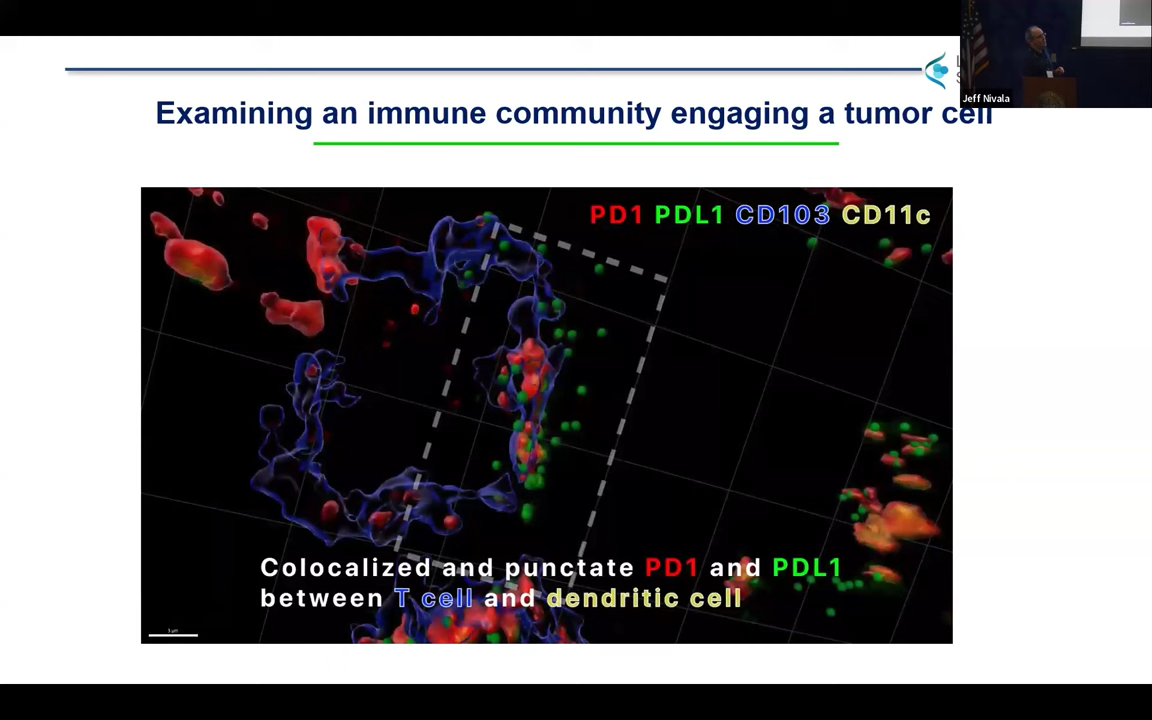 Jeff Nivala
Examining an immune community engaging a tumor cell
PD1 PDL1 CD103 CD11c
Colocalized and punctate PD1 and PDL1
between T cell and dendritic cell